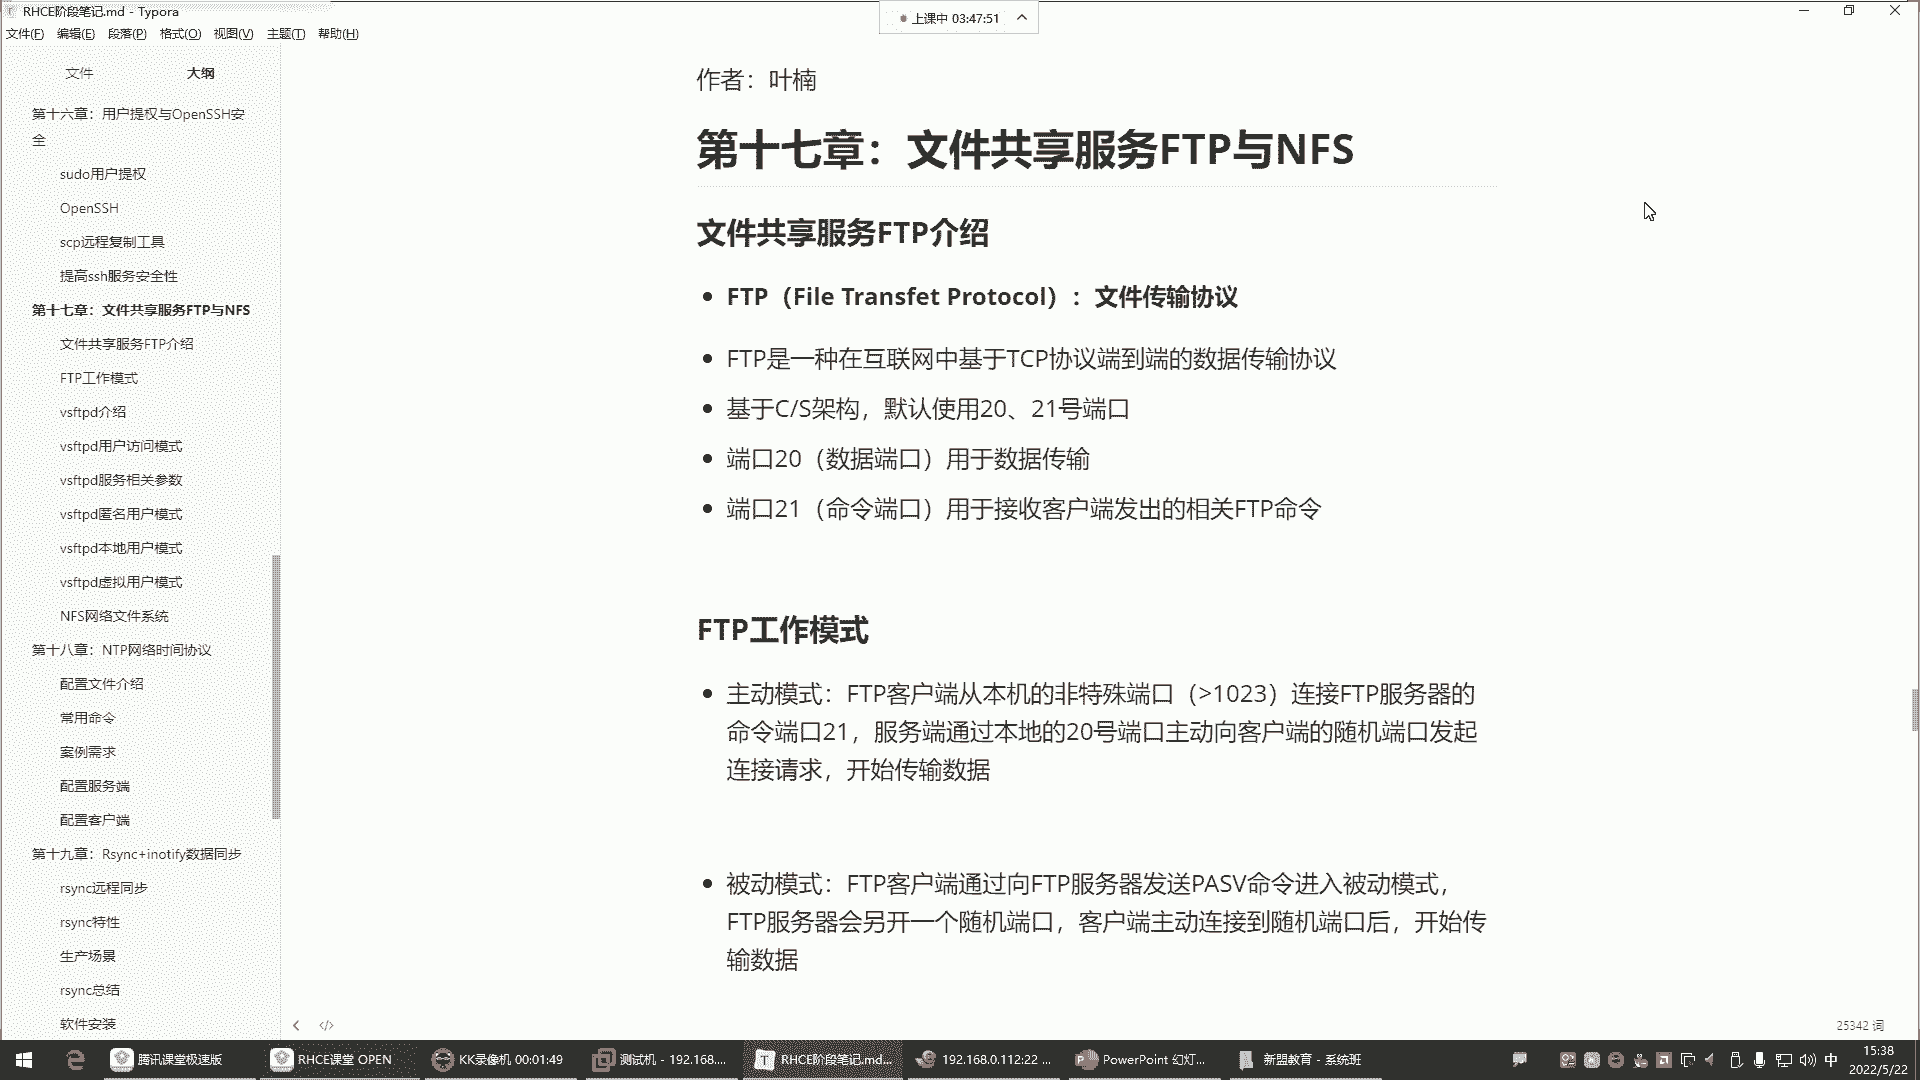 RHCE阶段笔记.md - Typora
上课中 03:47:51
文件(F) 编辑(E) 段落(P) 格式(O) 视图(V) 主题(T) 帮助(H)
文件 大纲
第十六章：用户提权与OpenSSH安
全
sudo用户提权
OpenSSH
scp远程复制工具
提高ssh服务安全性
第十七章：文件共享服务FTP与NFS
文件共享服务FTP介绍
FTP工作模式
vsftpd介绍
vsftpd用户访问模式
vsftpd服务相关参数
vsftpd匿名用户模式
vsftpd本地用户模式
vsftpd虚拟用户模式
NFS网络文件系统
第十八章：NTP网络时间协议
配置文件介绍
常用命令
案例需求
配置服务端
配置客户端
第十九章：Rsync+inotify数据同步
rsync远程同步
rsync特性
生产场景
rsync总结
软件安装
作者：叶楠
第十七章：文件共享服务FTP与NFS
文件共享服务FTP介绍
FTP（File Transfet Protocol）：文件传输协议
FTP是一种在互联网中基于TCP协议端到端的数据传输协议
基于C/S架构，默认使用20、21号端口
端口20（数据端口）用于数据传输
端口21（命令端口）用于接收客户端发出的相关FTP命令
FTP工作模式
主动模式：FTP客户端从本机的非特殊端口（>1023）连接FTP服务器的
命令端口21，服务端通过本地的20号端口主动向客户端的随机端口发起
连接请求，开始传输数据
被动模式：FTP客户端通过向FTP服务器发送PASV命令进入被动模式，
FTP服务器会另开一个随机端口，客户端主动连接到随机端口后，开始传
输数据
25342 词
腾讯课堂极速版
RHCE课堂 OPEN
KK录像机 00:01:49
测试机 - 192.168....
RHCE阶段笔记.md...
192.168.0.112:22 ...
PowerPoint 幻灯...
新盟教育 - 系统班
中
15:38
2022/5/22